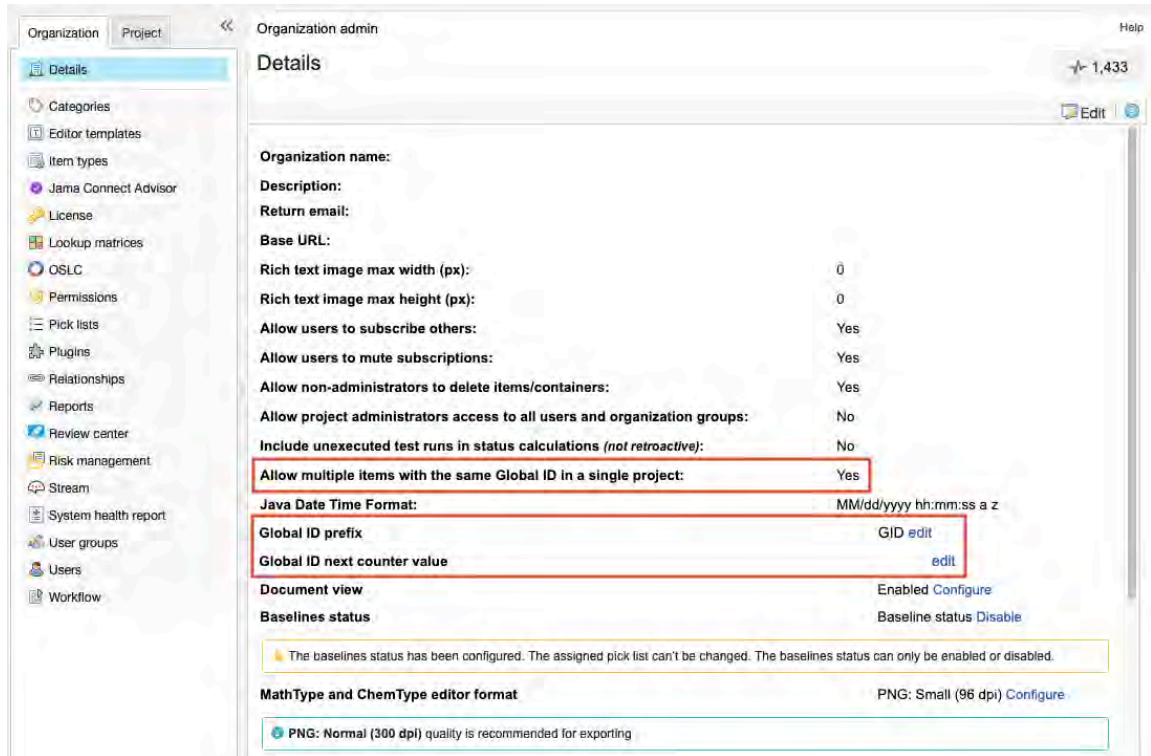 Organization Project «
Details
Categories
Editor templates
Item types
Jama Connect Advisor
License
Lookup matrices
OSLC
Permissions
Pick lists
Plugins
Relationships
Reports
Review center
Risk management
Stream
System health report
User groups
Users
Workflow
Organization admin Help
Details 1,433
Edit
Organization name:
Description:
Return email:
Base URL:
Rich text image max width (px): 0
Rich text image max height (px): 0
Allow users to subscribe others: Yes
Allow users to mute subscriptions: Yes
Allow non-administrators to delete items/containers: Yes
Allow project administrators access to all users and organization groups: No
Include unexecuted test runs in status calculations (not retroactive): No
Allow multiple items with the same Global ID in a single project: Yes
Java Date Time Format: MM/dd/yyyy hh:mm:ss a z
Global ID prefix GID edit
Global ID next counter value edit
Document view Enabled Configure
Baselines status Baseline status Disable
The baselines status has been configured. The assigned pick list can't be changed. The baselines status can only be enabled or disabled.
MathType and ChemType editor format PNG: Small (96 dpi) Configure
PNG: Normal (300 dpi) quality is recommended for exporting